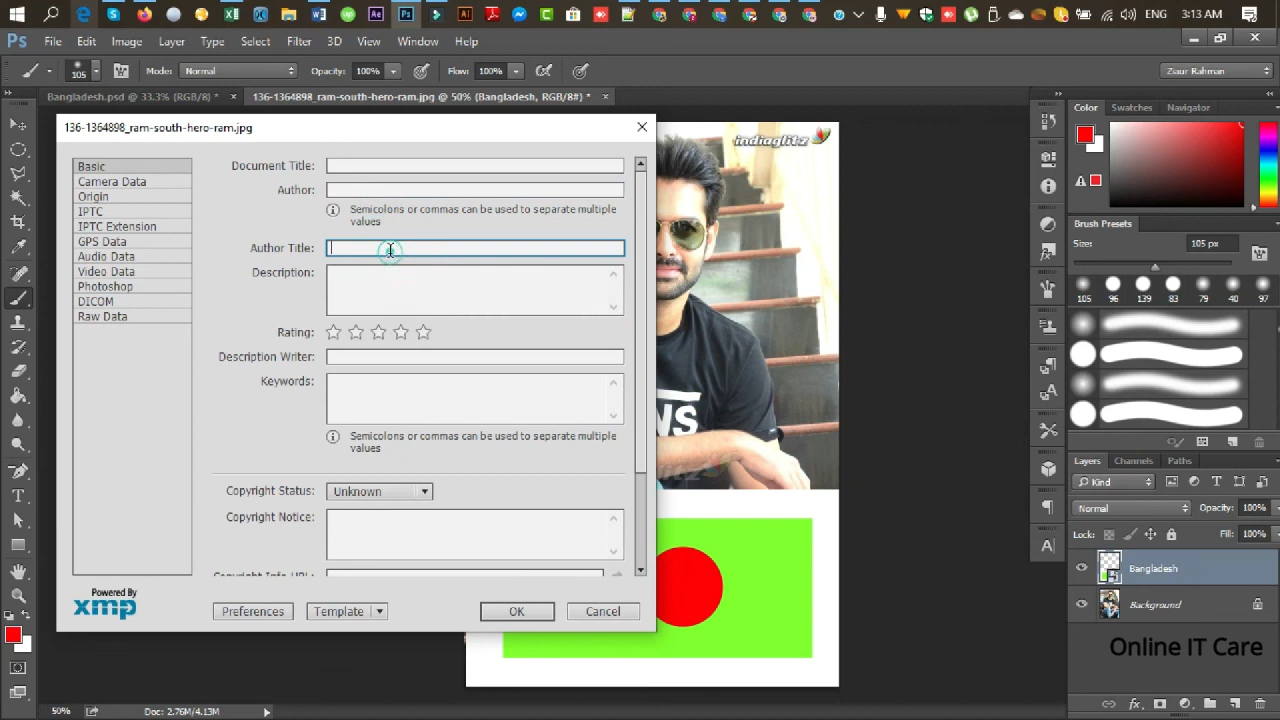 ENG 3:13 AM
Ps File Edit Image Layer Type Select Filter 3D View Window Help
105 Mode: Normal Opacity: 100% Flow: 100% Ziaur Rahman
Bangladesh.psd @ 33.3% (RGB/8) * × 136-1364898_ram-south-hero-ram.jpg @ 50% (Bangladesh, RGB/8#) * ×
136-1364898_ram-south-hero-ram.jpg
Basic
Camera Data
Origin
IPTC
IPTC Extension
GPS Data
Audio Data
Video Data
Photoshop
DICOM
Raw Data
Document Title:
Author:
Semicolons or commas can be used to separate multiple
values
Author Title:
Description:
Rating:
Description Writer:
Keywords:
Semicolons or commas can be used to separate multiple
values
Copyright Status: Unknown
Copyright Notice:
Copyright Info URL:
Powered By
xmp
Preferences Template OK Cancel
indiaglitz
Color Swatches Navigator
Brush Presets
Size: 105 px
105 96 139 83 79 40 97
Layers Channels Paths
Kind
Normal Opacity: 100%
Lock: Fill: 100%
Bangladesh
Background
Online IT Care
50% Doc: 2.76M/4.13M